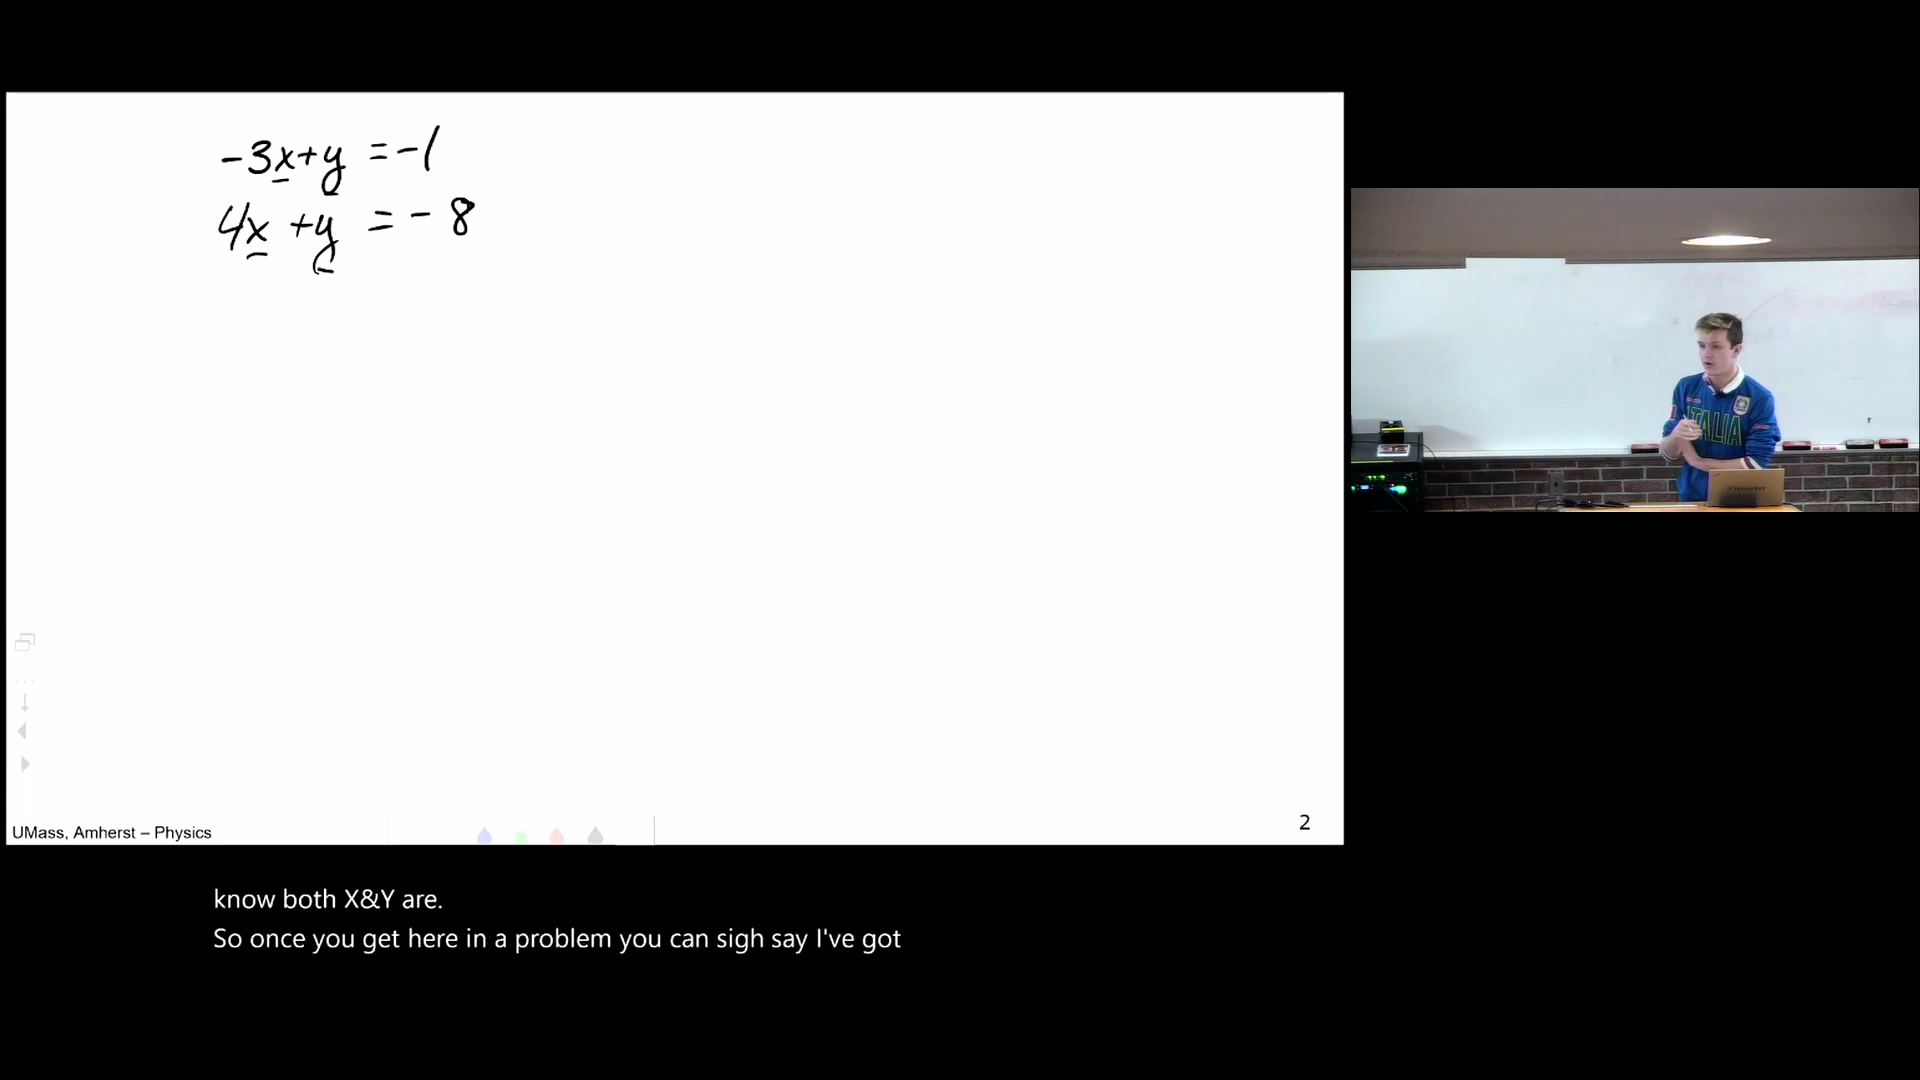 -3x+y =-1
4x +y =- 8
ITALIA
UMass, Amherst – Physics
2
know both X&Y are.
So once you get here in a problem you can sigh say I've got